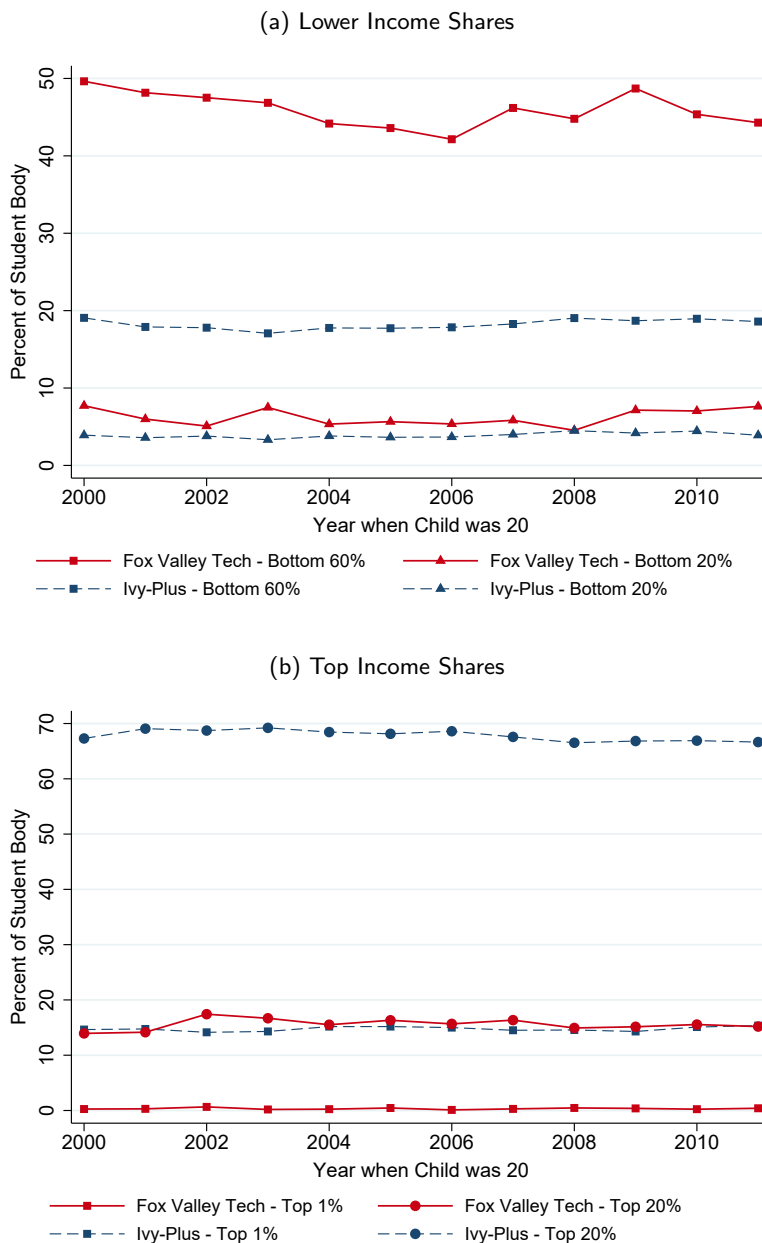 (a) Lower Income Shares
Percent of Student Body
50
40
30
20
10
0
2000 2002 2004 2006 2008 2010
Year when Child was 20
Fox Valley Tech - Bottom 60% Fox Valley Tech - Bottom 20%
Ivy-Plus - Bottom 60% Ivy-Plus - Bottom 20%
(b) Top Income Shares
Percent of Student Body
70
60
50
40
30
20
10
0
2000 2002 2004 2006 2008 2010
Year when Child was 20
Fox Valley Tech - Top 1% Fox Valley Tech - Top 20%
Ivy-Plus - Top 1% Ivy-Plus - Top 20%